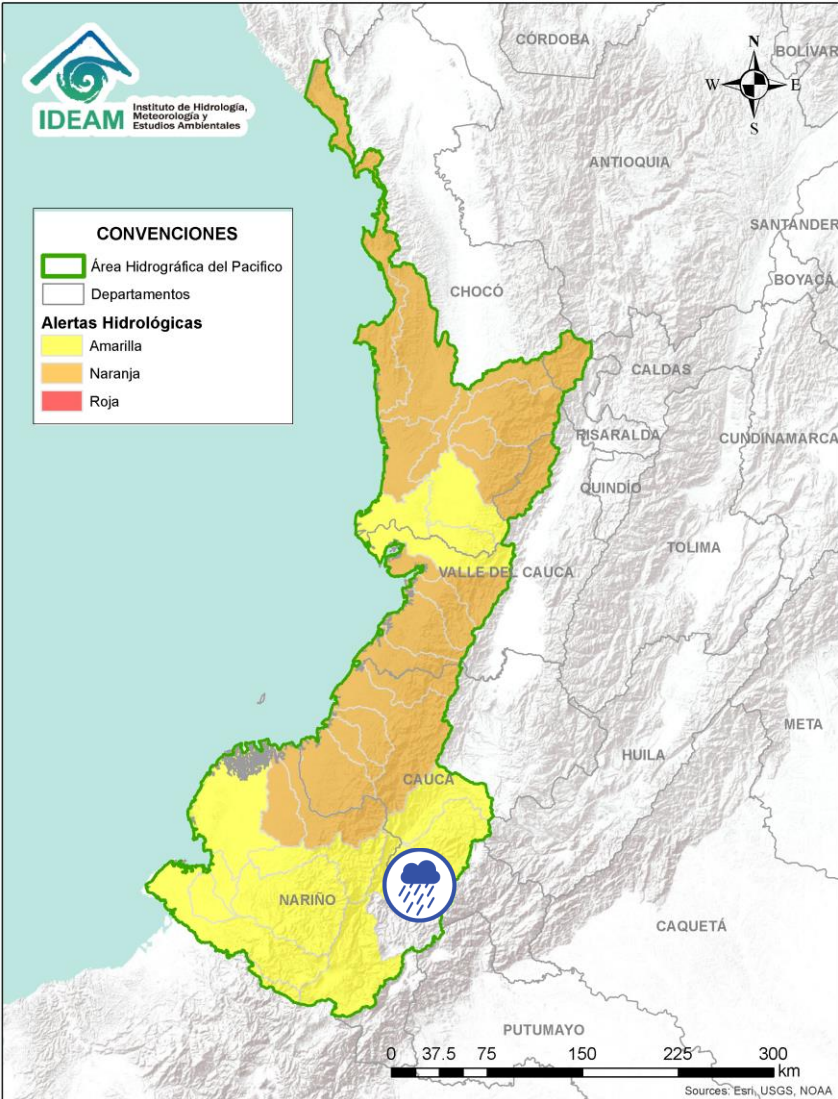 IDEAM
Instituto de Hidrología,
Meteorología y
Estudios Ambientales
N
W E
S
CONVENCIONES
Área Hidrográfica del Pacifico
Departamentos
Alertas Hidrológicas
Amarilla
Naranja
Roja
CÓRDOBA
BOLÍVAR
ANTIOQUIA
SANTANDER
BOYACÁ
CHOCÓ
CALDAS
RISARALDA
CUNDINAMARCA
QUINDÍO
TOLIMA
VALLE DEL CAUCA
META
HUILA
CAUCA
NARIÑO
CAQUETÁ
PUTUMAYO
0 37.5 75 150 225 300
km
Sources: Esri, USGS, NOAA